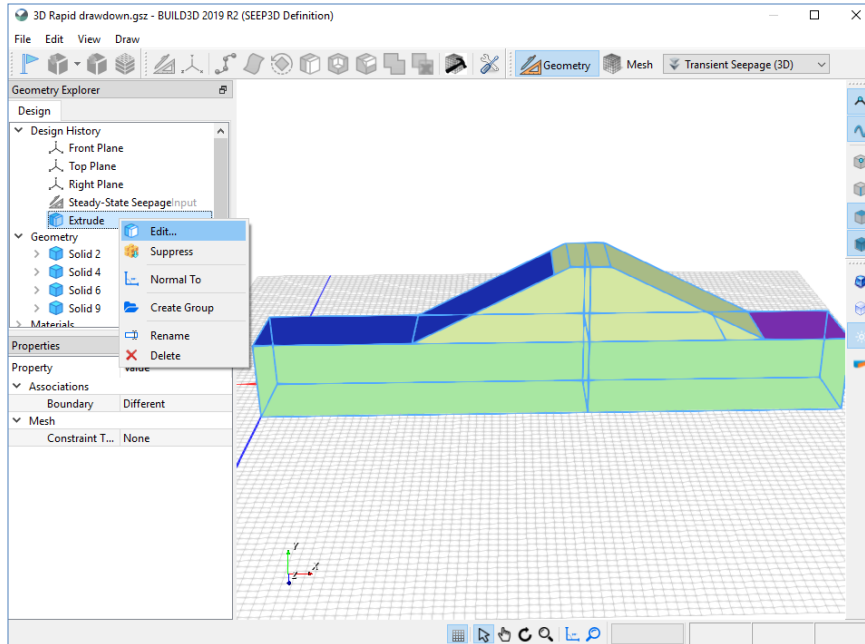 3D Rapid drawdown.gsz - BUILD3D 2019 R2 (SEEP3D Definition)
File Edit View Draw
Geometry Mesh Transient Seepage (3D)
Geometry Explorer
Design
Design History
Front Plane
Top Plane
Right Plane
Steady-State Seepage Input
Extrude
Edit...
Geometry
Suppress
Solid 2
Solid 4
Normal To
Solid 6
Create Group
Solid 9
Materials
Rename
Properties
Delete
Property Value
Associations
Boundary Different
Mesh
Constraint T... None
Y
X
Z